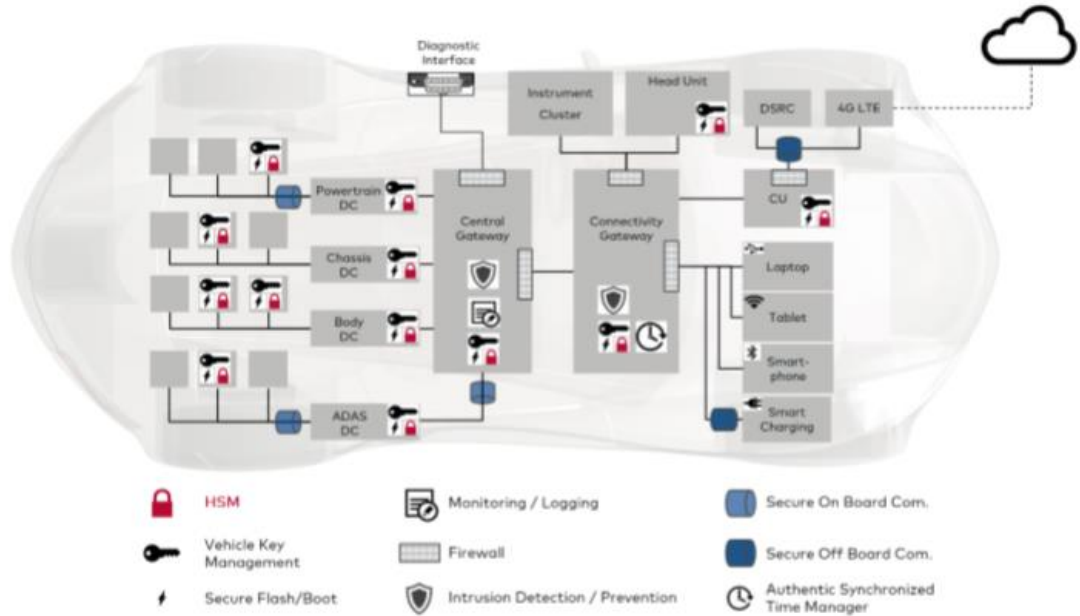 Diagnostic
Interface
Instrument
Cluster
Head Unit
DSRC
4G LTE
Powertrain
DC
Central
Gateway
Connectivity
Gateway
CU
Chassis
DC
Laptop
Body
DC
Tablet
Smart-
phone
ADAS
DC
Smart
Charging
HSM
Monitoring / Logging
Secure On Board Com.
Vehicle Key
Management
Firewall
Secure Off Board Com.
Secure Flash/Boot
Intrusion Detection / Prevention
Authentic Synchronized
Time Manager